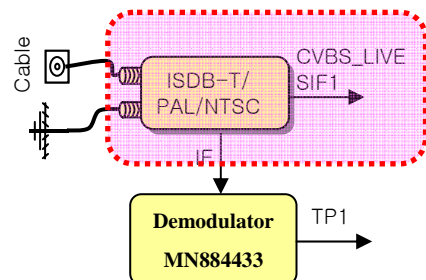 Cable
ISDB-T/
PAL/NTSC
CVBS_LIVE
SIF1
IF
Demodulator
MN884433
TP1